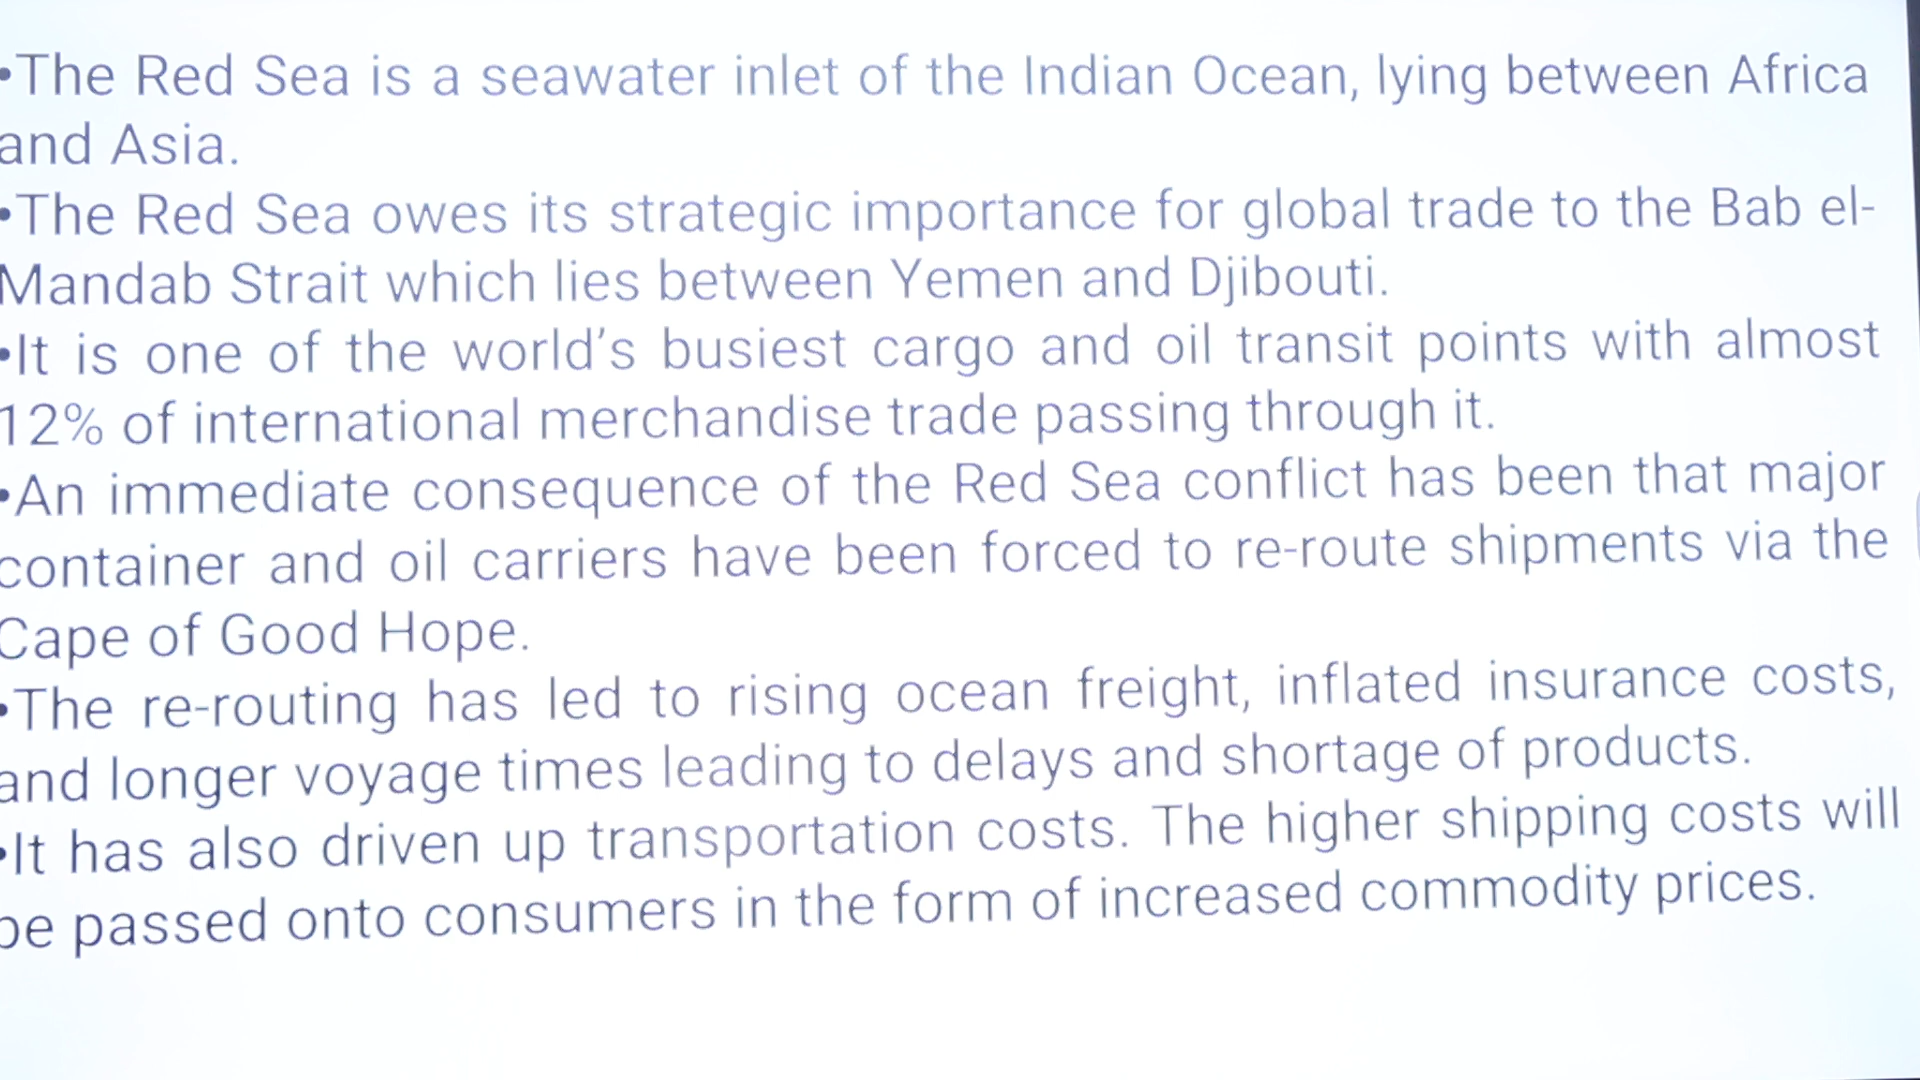 •The Red Sea is a seawater inlet of the Indian Ocean, lying between Africa
and Asia.
•The Red Sea owes its strategic importance for global trade to the Bab el-
Mandab Strait which lies between Yemen and Djibouti.
•It is one of the world’s busiest cargo and oil transit points with almost
12% of international merchandise trade passing through it.
•An immediate consequence of the Red Sea conflict has been that major
container and oil carriers have been forced to re-route shipments via the
Cape of Good Hope.
•The re-routing has led to rising ocean freight, inflated insurance costs,
and longer voyage times leading to delays and shortage of products.
•It has also driven up transportation costs. The higher shipping costs will
be passed onto consumers in the form of increased commodity prices.